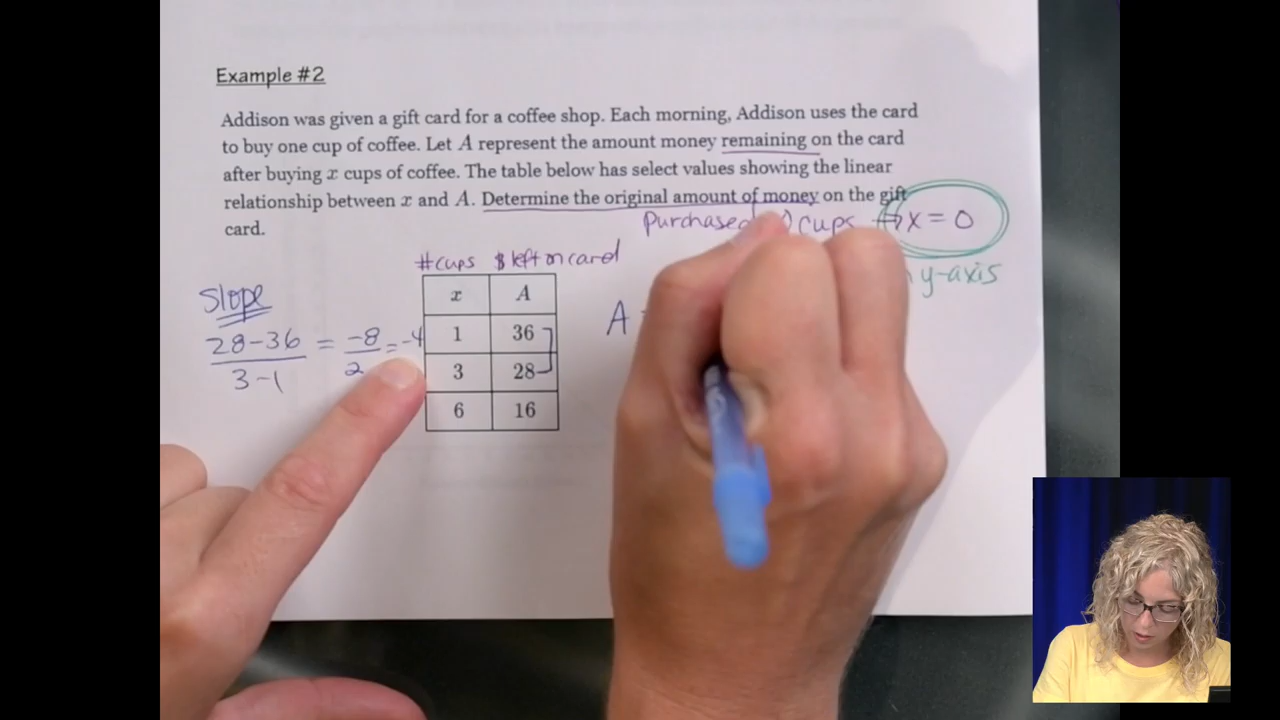 Example #2
Addison was given a gift card for a coffee shop. Each morning, Addison uses the card
to buy one cup of coffee. Let A represent the amount money remaining on the card
after buying x cups of coffee. The table below has select values showing the linear
relationship between x and A. Determine the original amount of money on the gift
card.
Purchased cups → x = 0
y-axis
#cups $ left on card
x A
1 36
3 28
6 16
Slope
28-36 = -8 = -4
3-1 2
A